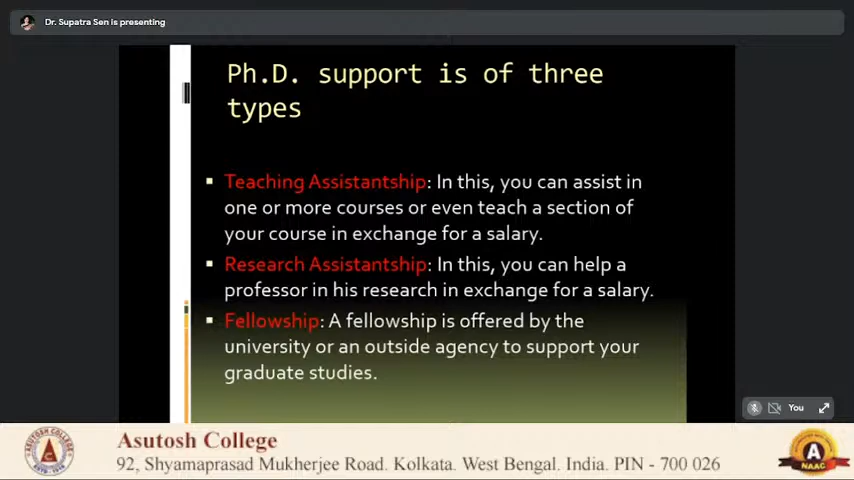 Dr. Supatra Sen is presenting
Ph.D. support is of three
types
Teaching Assistantship: In this, you can assist in
one or more courses or even teach a section of
your course in exchange for a salary.
Research Assistantship: In this, you can help a
professor in his research in exchange for a salary.
Fellowship: A fellowship is offered by the
university or an outside agency to support your
graduate studies.
You
Asutosh College
92, Shyamaprasad Mukherjee Road. Kolkata. West Bengal. India. PIN - 700 026
ASUTOSH COLLEGE
A
NAAC